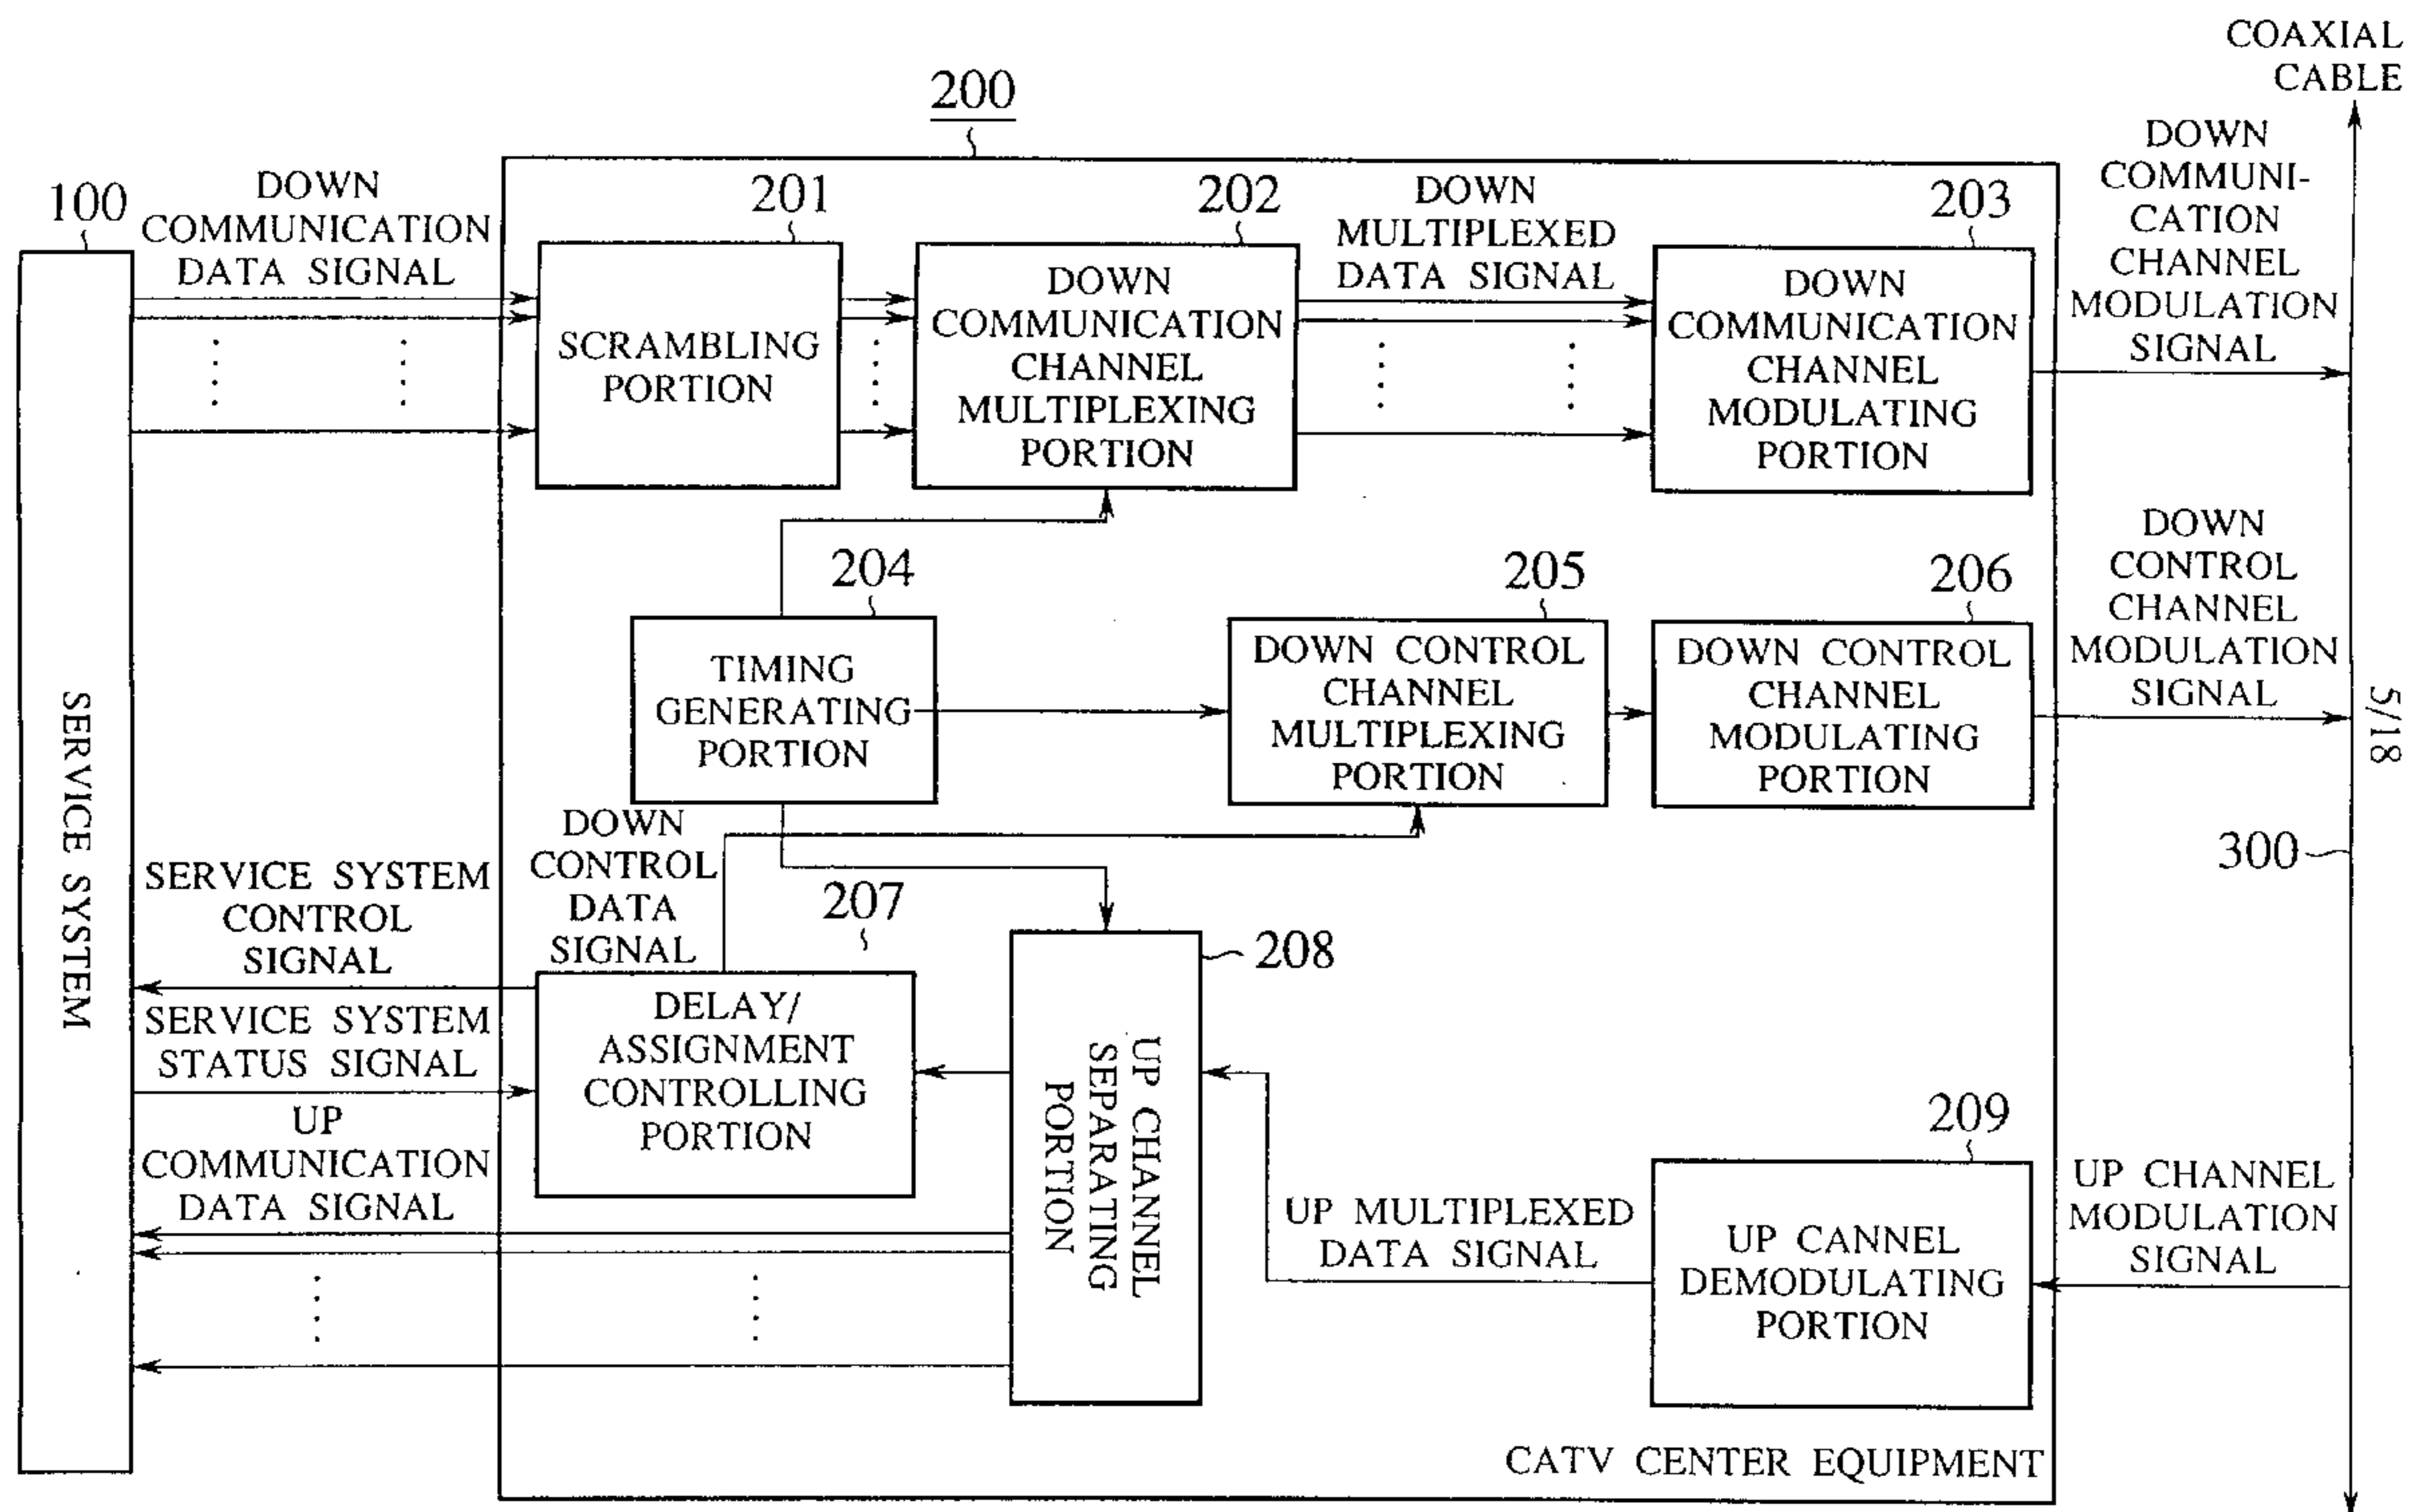 COAXIAL
CABLE
200
100
DOWN
COMMUNICATION
DATA SIGNAL
201
SCRAMBLING
PORTION
202
DOWN
COMMUNICATION
CHANNEL
MULTIPLEXING
PORTION
DOWN
MULTIPLEXED
DATA SIGNAL
203
DOWN
COMMUNICATION
CHANNEL
MODULATING
PORTION
DOWN
COMMUNI-
CATION
CHANNEL
MODULATION
SIGNAL
204
TIMING
GENERATING
PORTION
205
DOWN CONTROL
CHANNEL
MULTIPLEXING
PORTION
206
DOWN CONTROL
CHANNEL
MODULATING
PORTION
DOWN
CONTROL
CHANNEL
MODULATION
SIGNAL
5/18
300
SERVICE SYSTEM
SERVICE SYSTEM
CONTROL
SIGNAL
SERVICE SYSTEM
STATUS SIGNAL
UP
COMMUNICATION
DATA SIGNAL
DOWN
CONTROL
DATA
SIGNAL
207
DELAY/
ASSIGNMENT
CONTROLLING
PORTION
208
UP CHANNEL
SEPARATING
PORTION
UP MULTIPLEXED
DATA SIGNAL
209
UP CANNEL
DEMODULATING
PORTION
UP CHANNEL
MODULATION
SIGNAL
CATV CENTER EQUIPMENT